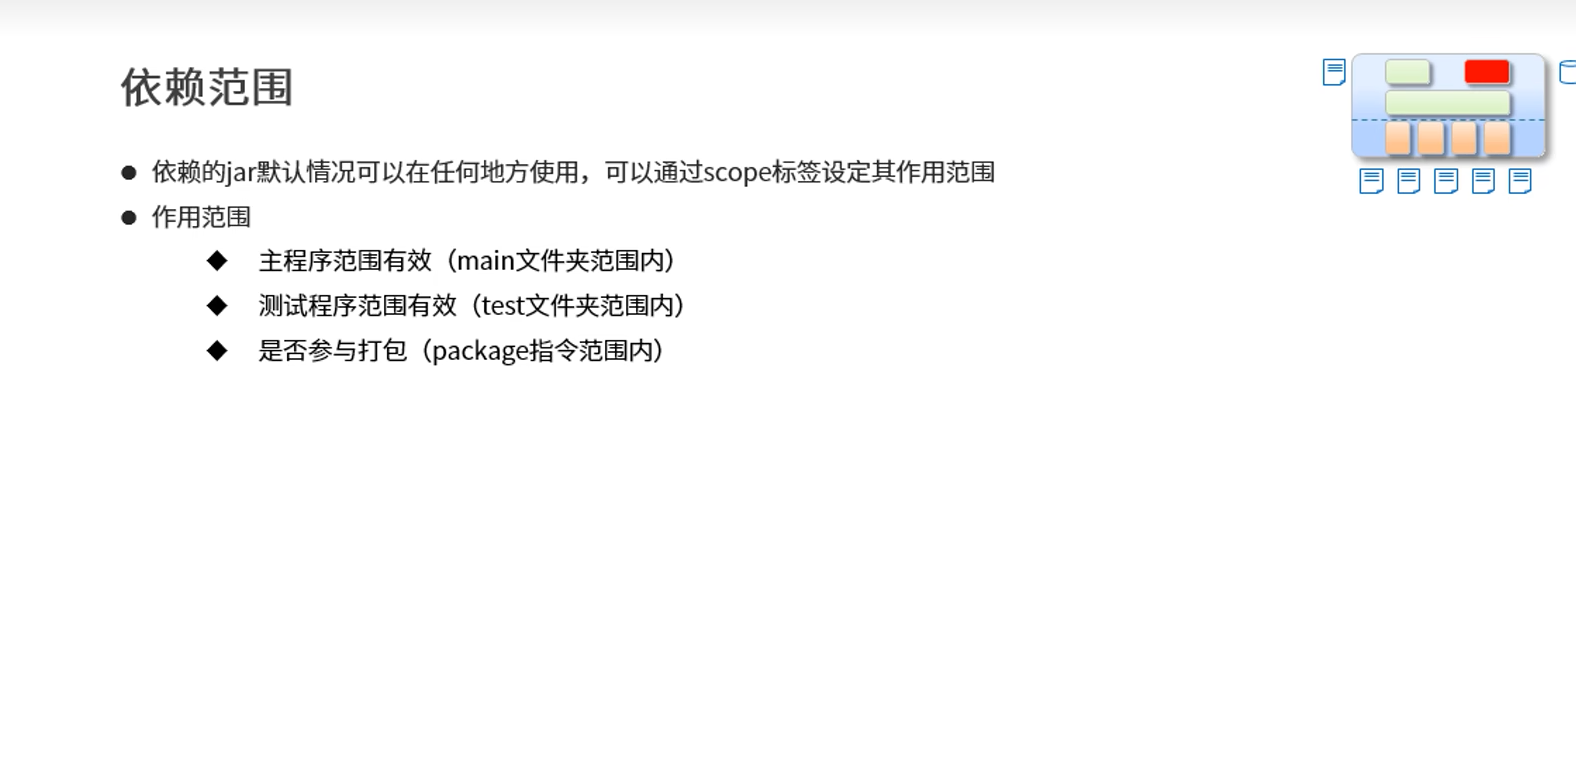 依赖范围
● 依赖的jar默认情况可以在任何地方使用，可以通过scope标签设定其作用范围
● 作用范围
◆ 主程序范围有效（main文件夹范围内）
◆ 测试程序范围有效（test文件夹范围内）
◆ 是否参与打包（package指令范围内）